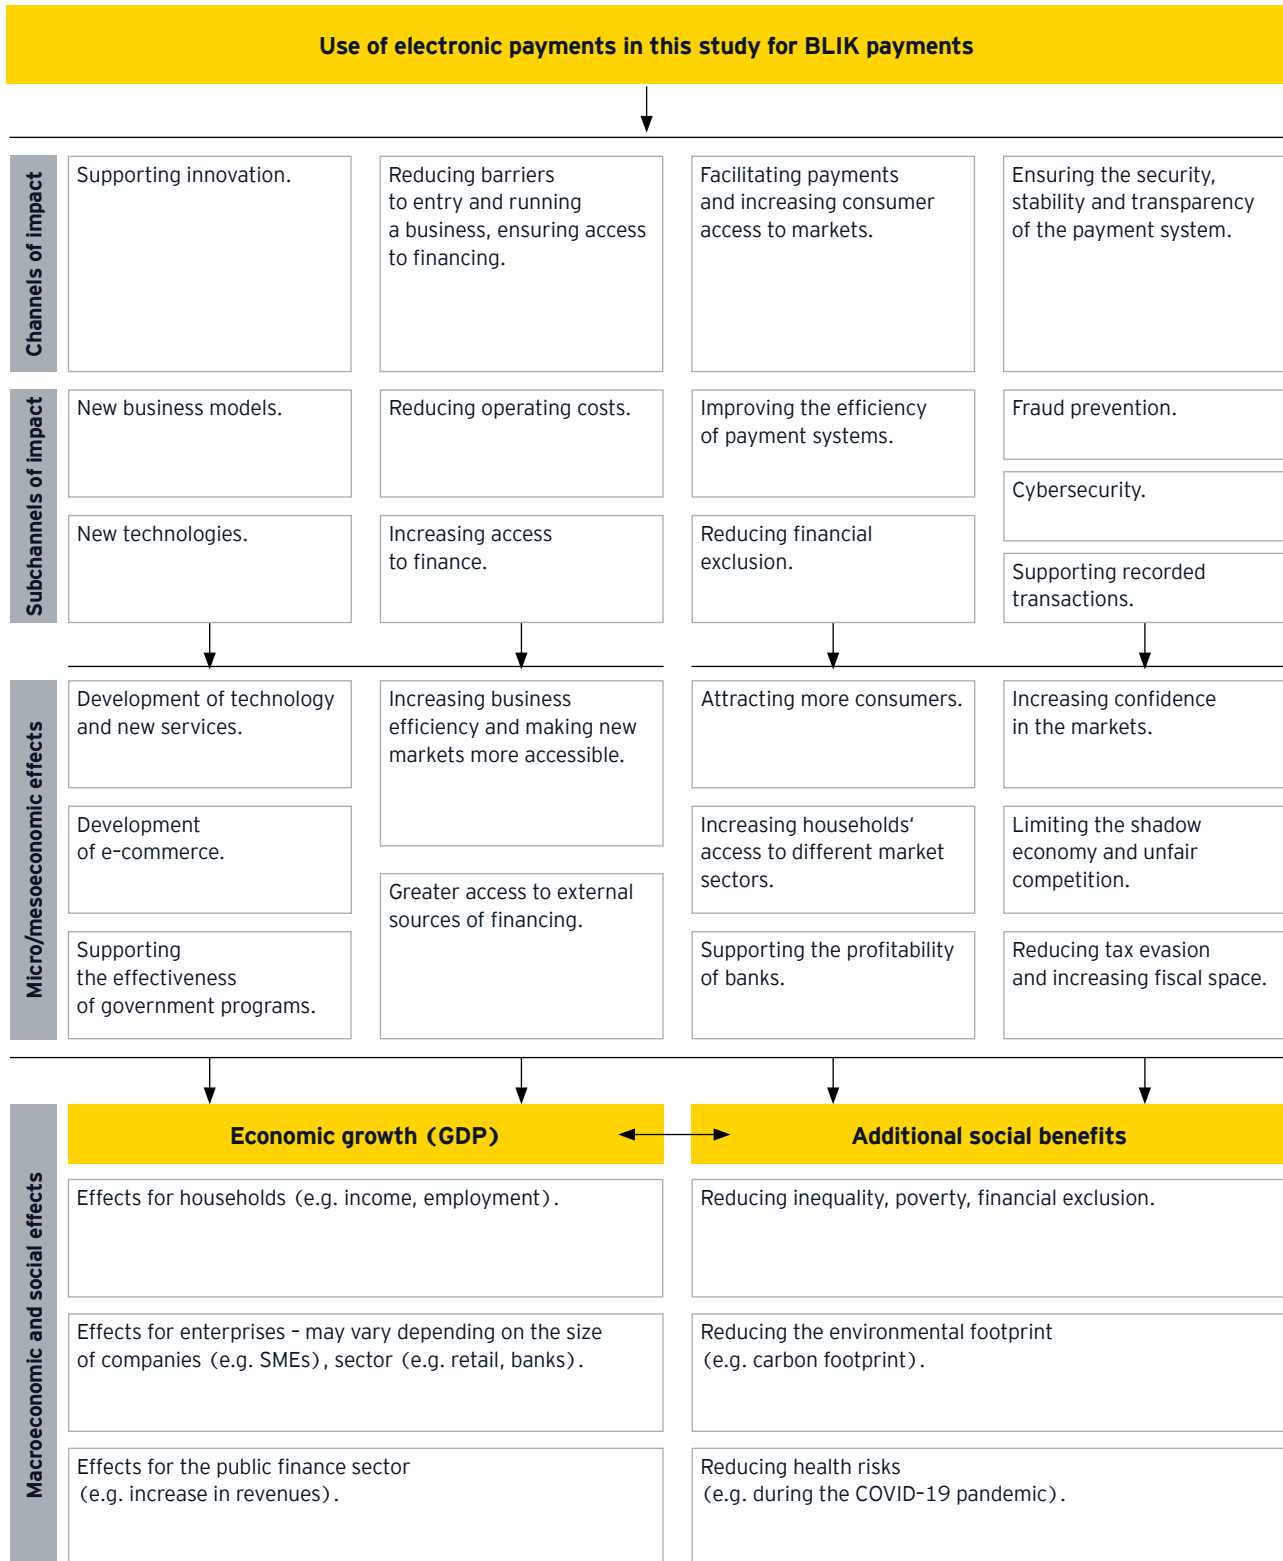 Use of electronic payments in this study for BLIK payments
Channels of impact
Supporting innovation.
Reducing barriers
to entry and running
a business, ensuring access
to financing.
Facilitating payments
and increasing consumer
access to markets.
Ensuring the security,
stability and transparency
of the payment system.
Subchannels of impact
New business models.
New technologies.
Reducing operating costs.
Increasing access
to finance.
Improving the efficiency
of payment systems.
Reducing financial
exclusion.
Fraud prevention.
Cybersecurity.
Supporting recorded
transactions.
Micro/mesoeconomic effects
Development of technology
and new services.
Development
of e-commerce.
Supporting
the effectiveness
of government programs.
Increasing business
efficiency and making new
markets more accessible.
Greater access to external
sources of financing.
Attracting more consumers.
Increasing households‘
access to different market
sectors.
Supporting the profitability
of banks.
Increasing confidence
in the markets.
Limiting the shadow
economy and unfair
competition.
Reducing tax evasion
and increasing fiscal space.
Macroeconomic and social effects
Economic growth (GDP)
Effects for households (e.g. income, employment).
Effects for enterprises – may vary depending on the size
of companies (e.g. SMEs), sector (e.g. retail, banks).
Effects for the public finance sector
(e.g. increase in revenues).
Additional social benefits
Reducing inequality, poverty, financial exclusion.
Reducing the environmental footprint
(e.g. carbon footprint).
Reducing health risks
(e.g. during the COVID-19 pandemic).